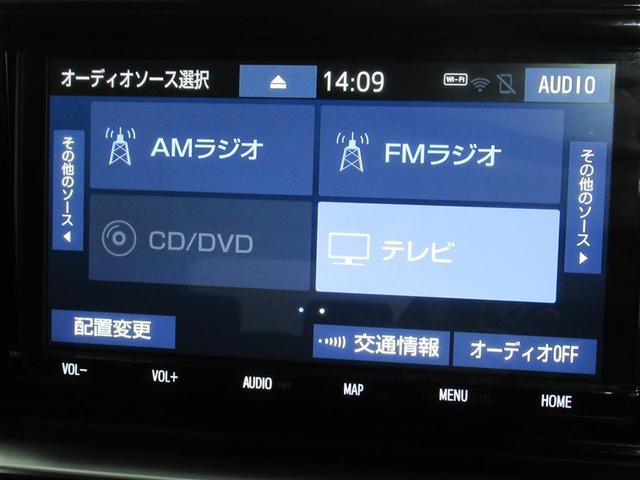 オーディオソース選択
14:09
Wi-Fi
AUDIO
その他のソース
AMラジオ
FMラジオ
その他のソース
CD/DVD
テレビ
配置変更
交通情報
オーディオOFF
VOL-
VOL+
AUDIO
MAP
MENU
HOME